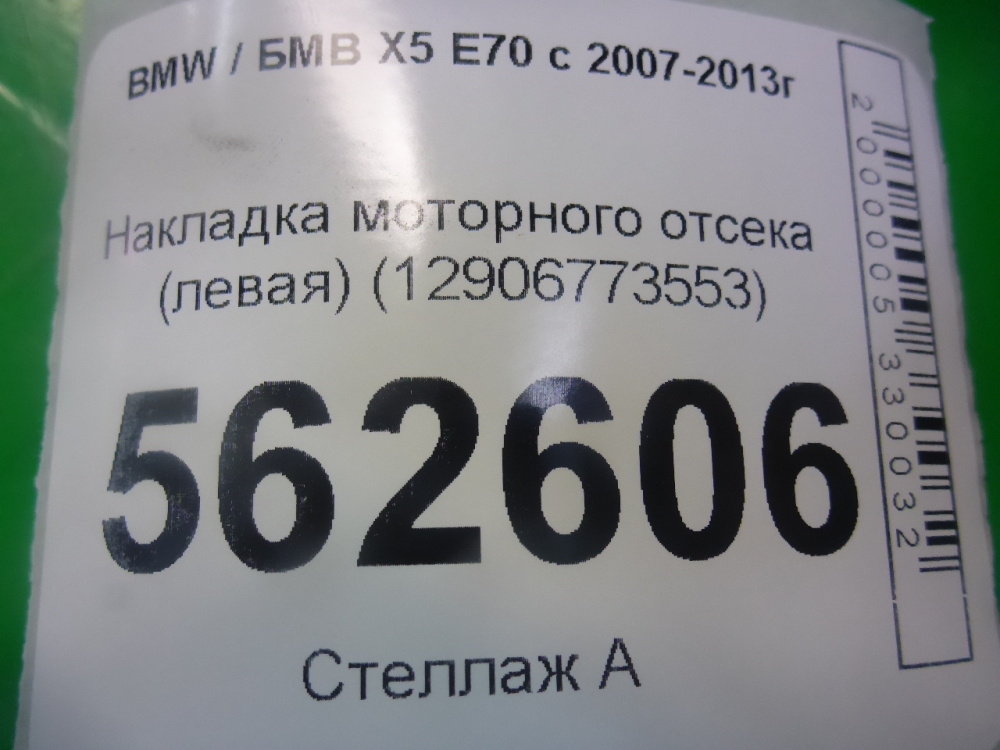 BMW / БМВ X5 E70 с 2007-2013г
Накладка моторного отсека
(левая) (12906773553)
562606
Стеллаж А
2000005330032